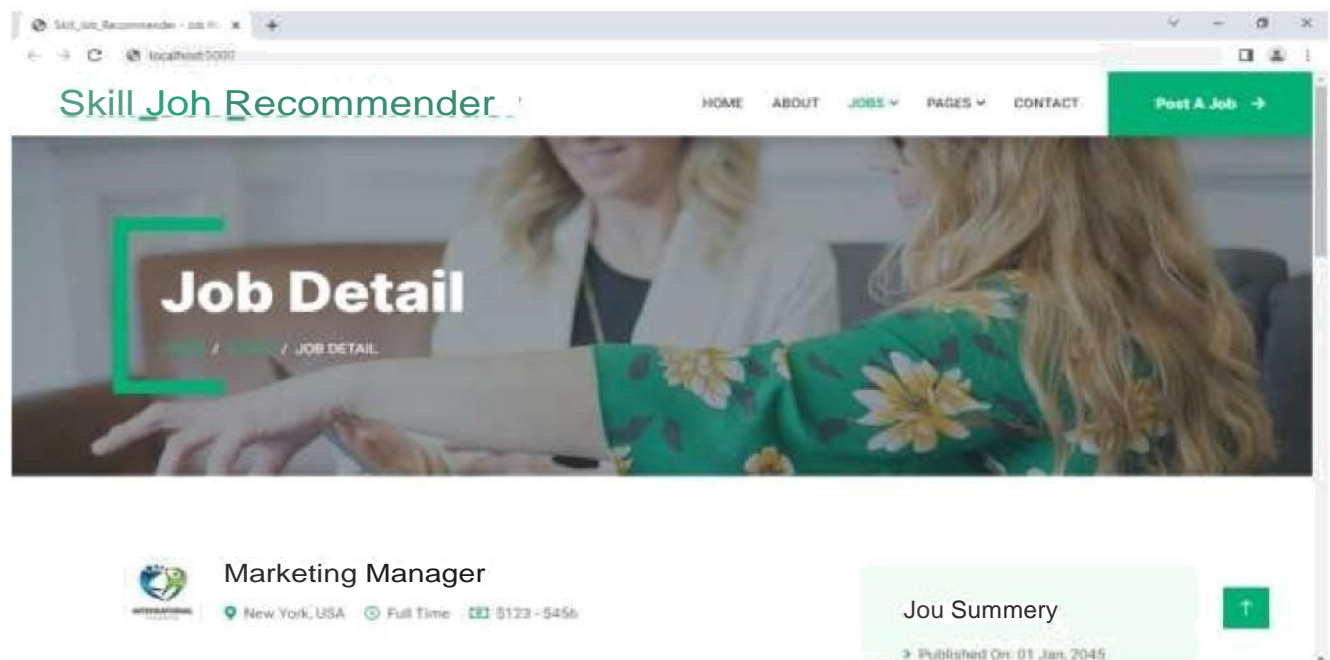 Skill_Job_Recommender - Job
localhost:5000
Skill Joh Recommender
HOME ABOUT JOBS PAGES CONTACT Post A Job →
Job Detail
/ / JOB DETAIL
Marketing Manager
INTERNATIONAL
New York, USA Full Time $123 - $456
Jou Summery
Published On: 01 Jan, 2045